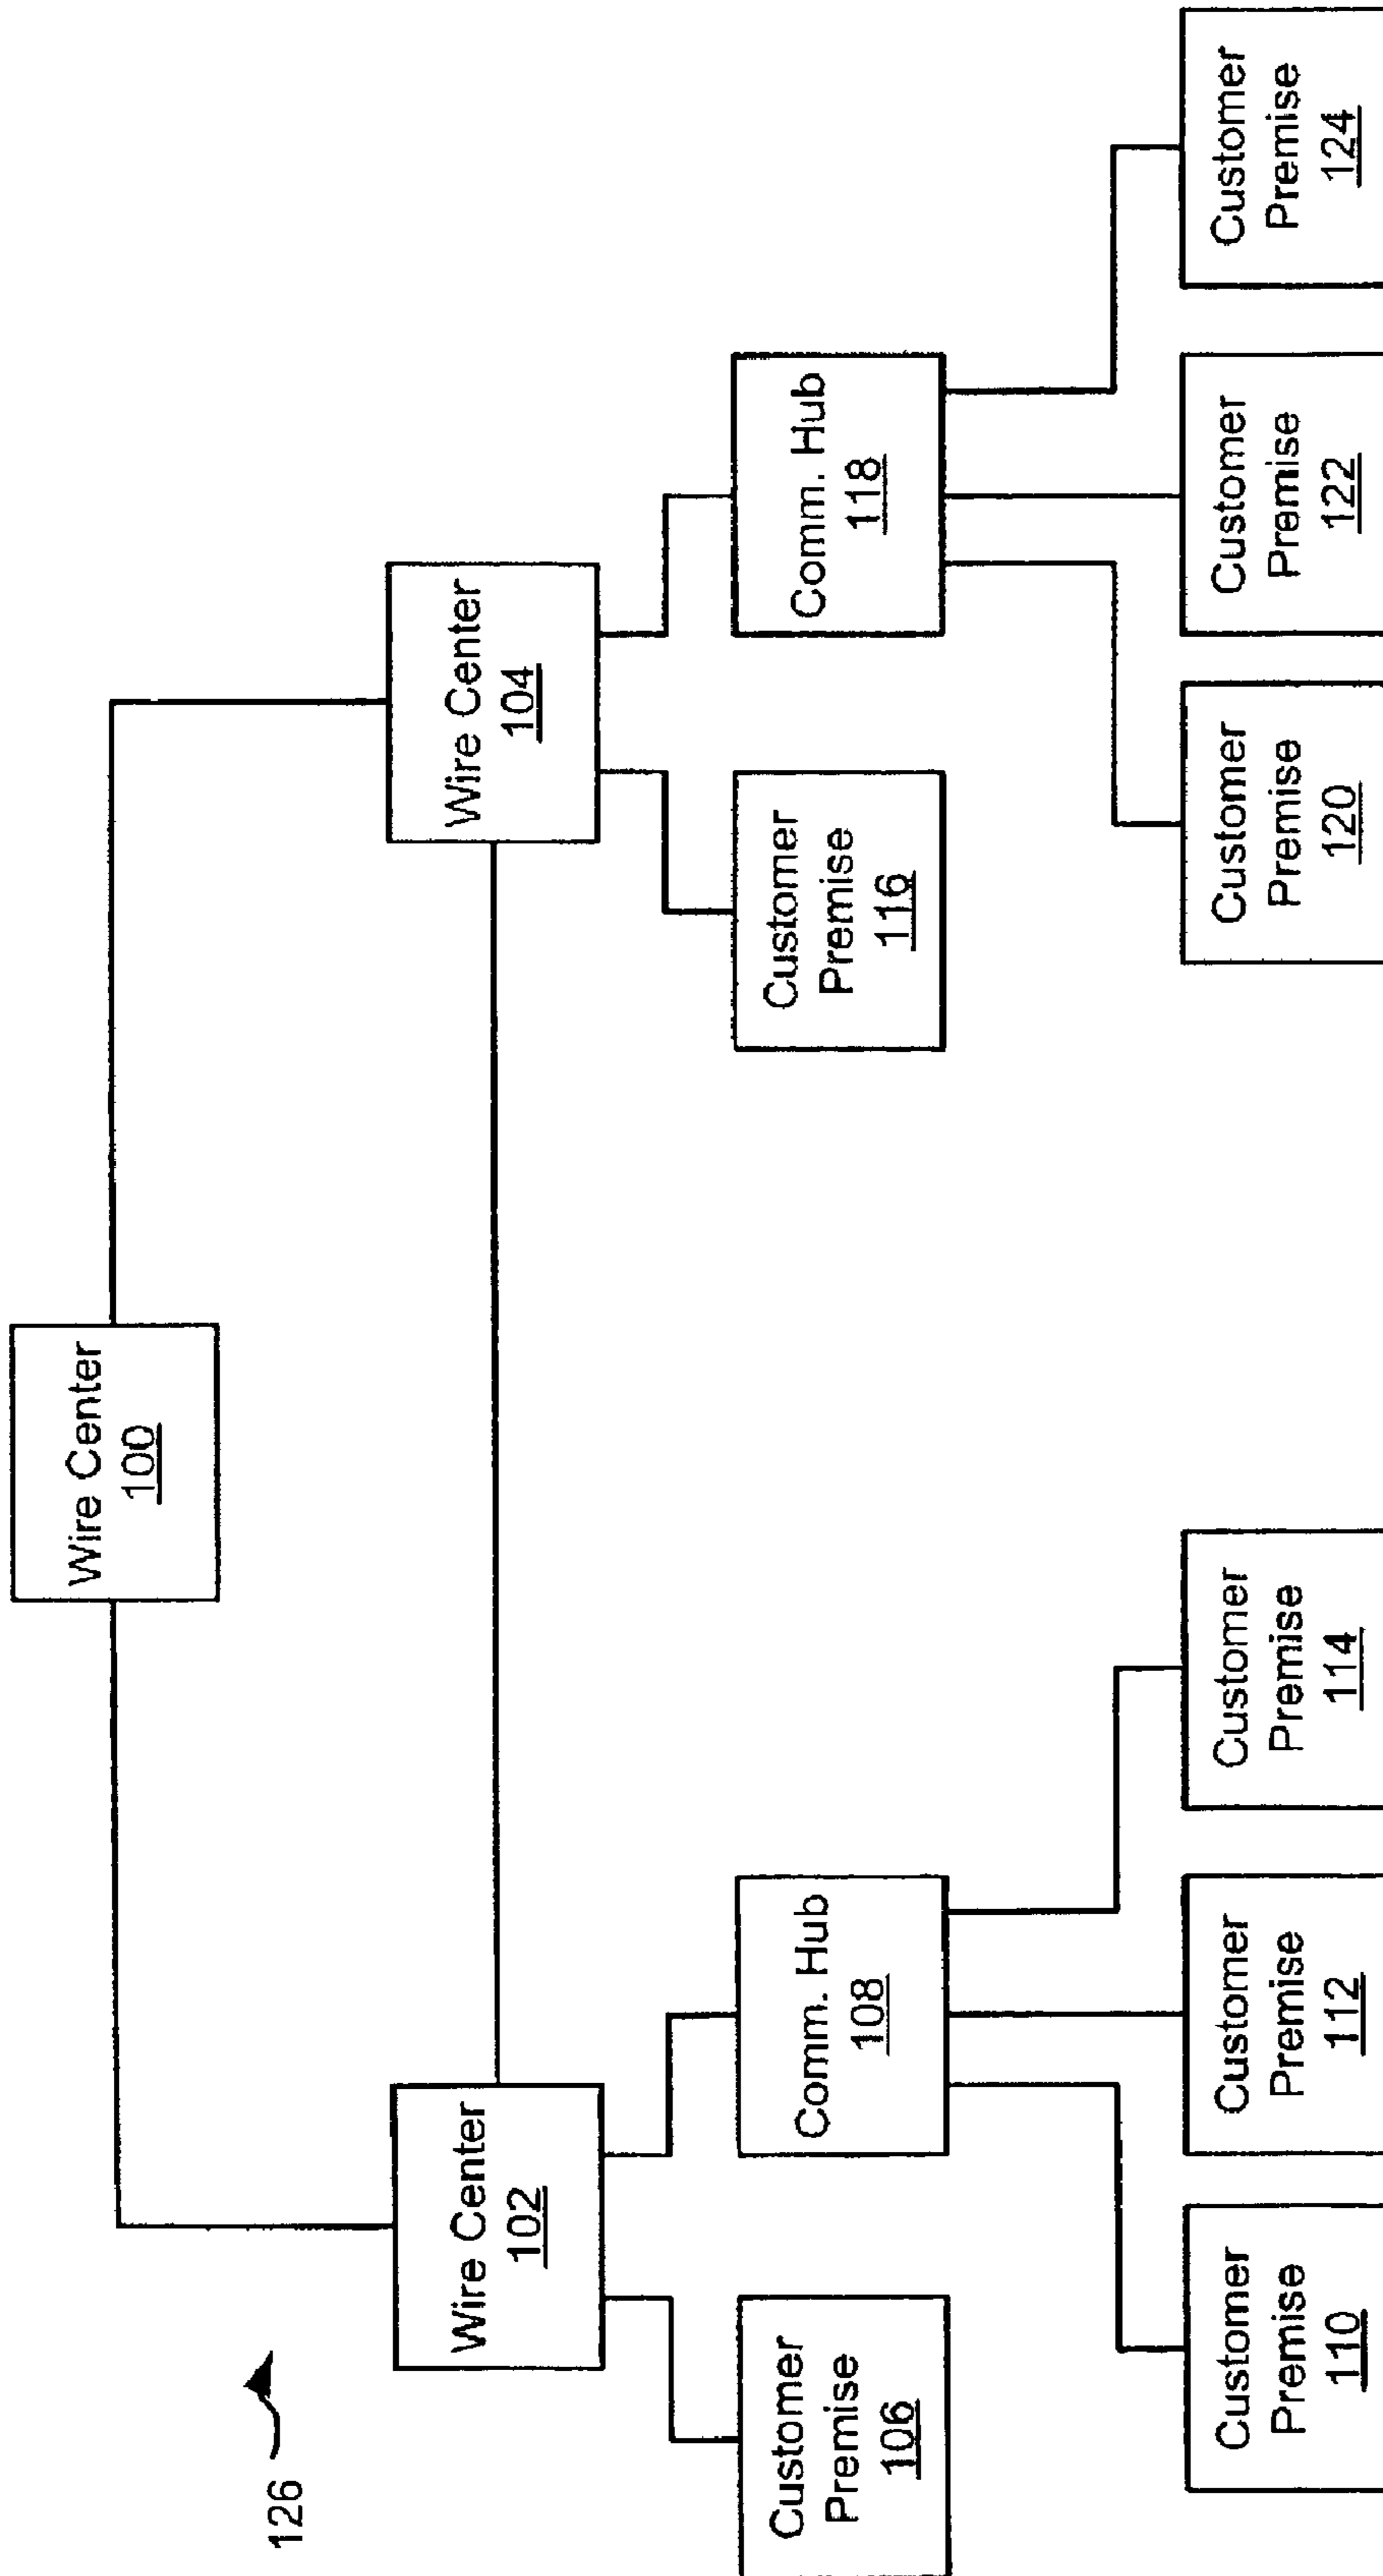 126
Wire Center
100
Wire Center
102
Wire Center
104
Customer
Premise
106
Comm. Hub
108
Customer
Premise
116
Comm. Hub
118
Customer
Premise
110
Customer
Premise
112
Customer
Premise
114
Customer
Premise
120
Customer
Premise
122
Customer
Premise
124